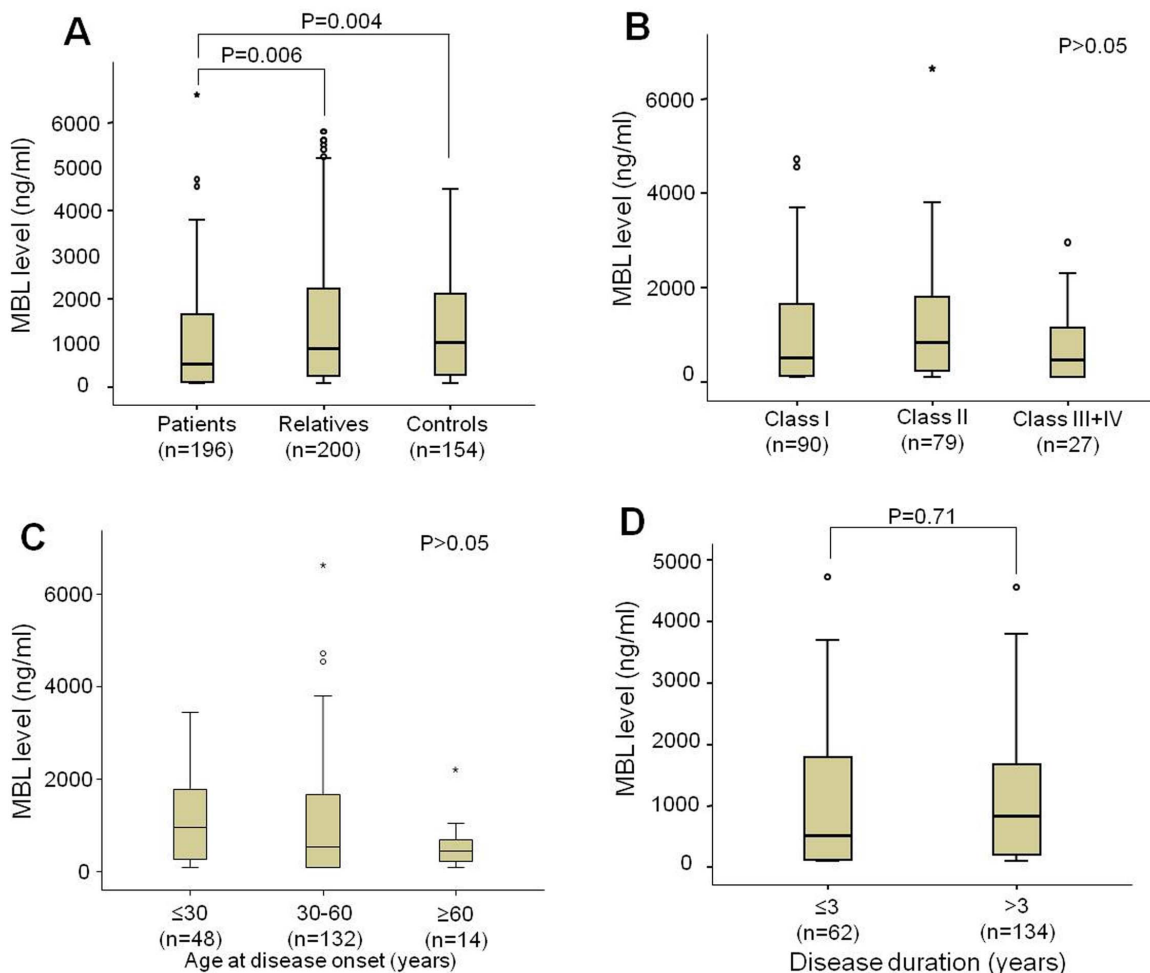 A
P=0.004
P=0.006
MBL level (ng/ml)
6000
5000
4000
3000
2000
1000
0
Patients Relatives Controls
(n=196) (n=200) (n=154)
B
P>0.05
MBL level (ng/ml)
6000
4000
2000
0
Class I Class II Class III+IV
(n=90) (n=79) (n=27)
C
P>0.05
MBL level (ng/ml)
6000
4000
2000
0
≤30 30-60 ≥60
(n=48) (n=132) (n=14)
Age at disease onset (years)
D
P=0.71
MBL level (ng/ml)
5000
4000
3000
2000
1000
0
≤3 >3
(n=62) (n=134)
Disease duration (years)